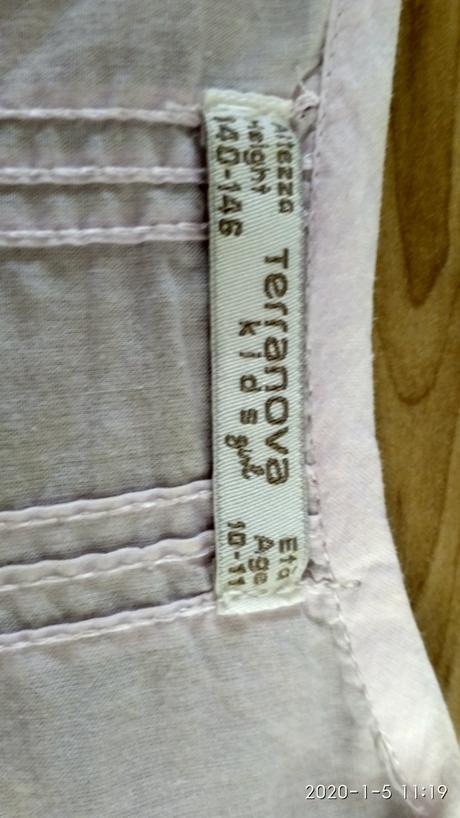 Altezza
Height
140-146
Terranova
kids girl
Età
Age
10-11
2020-1-5 11:19